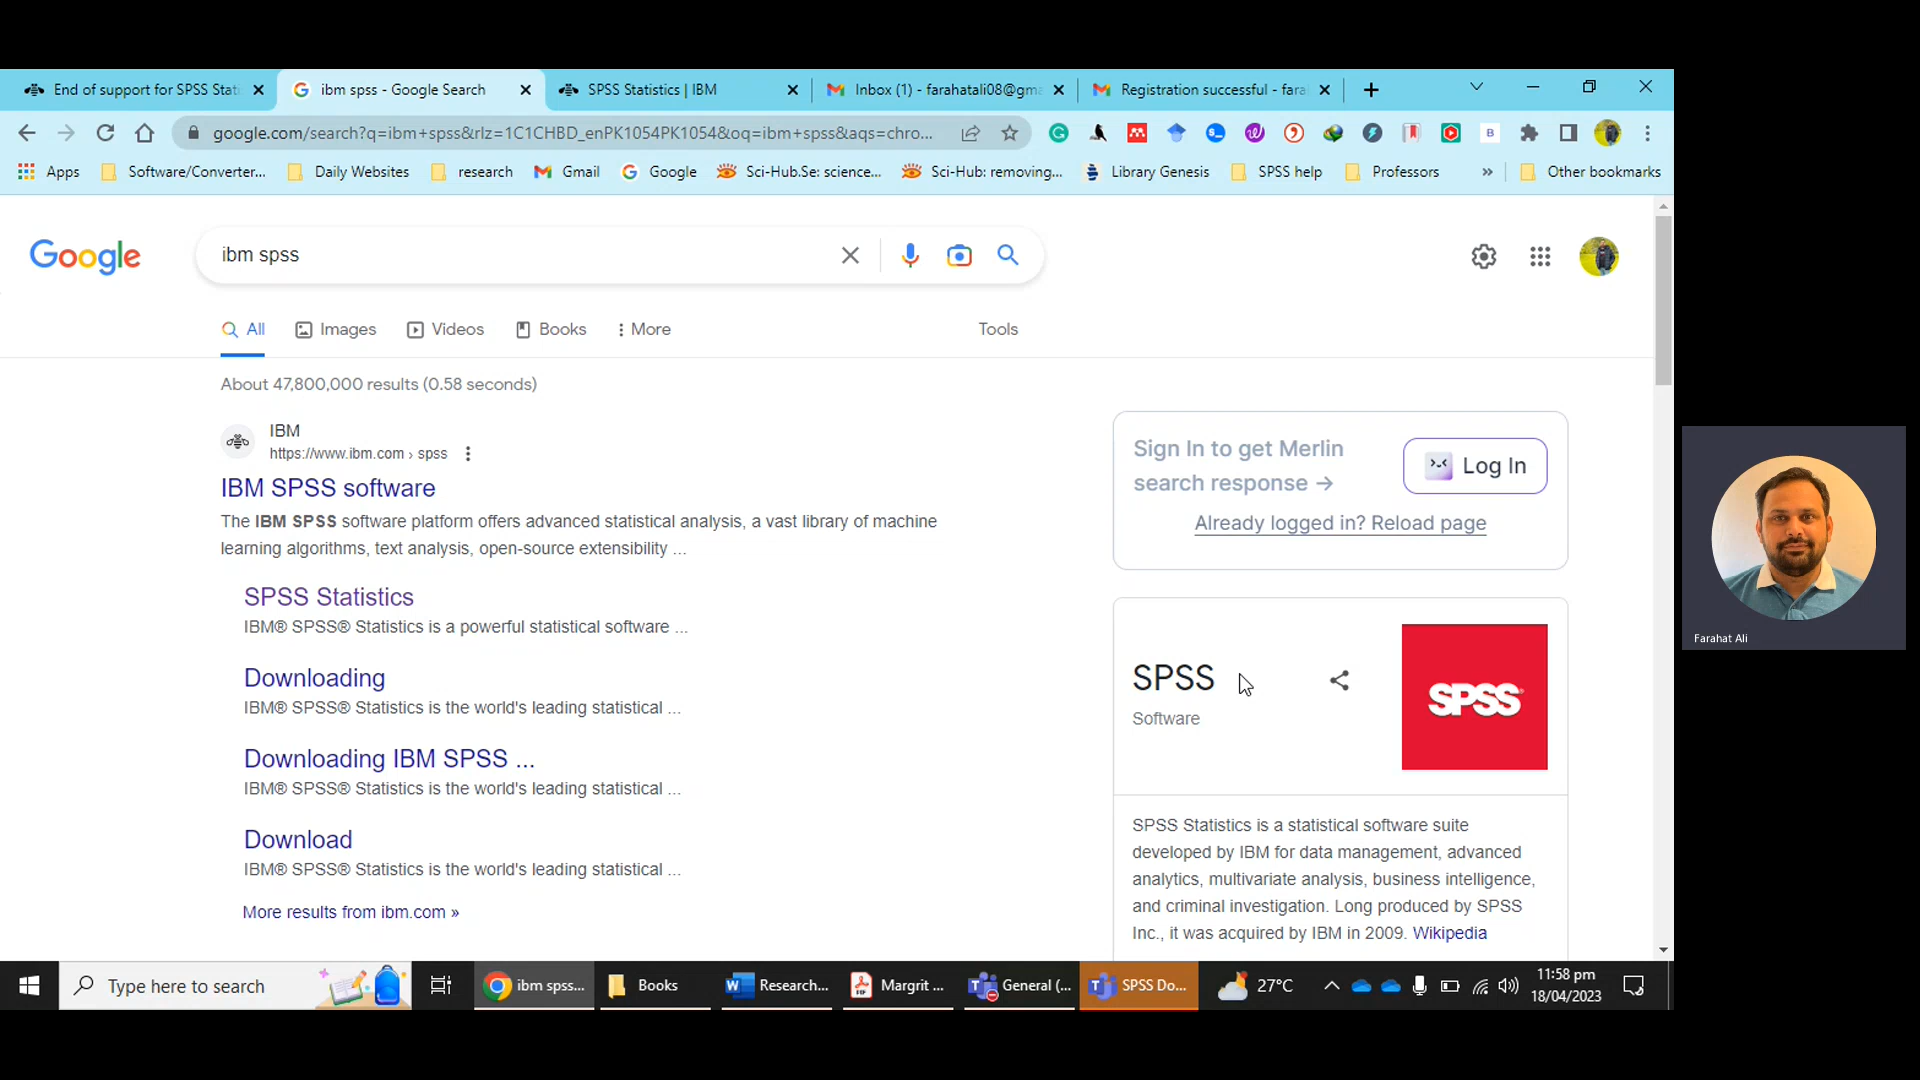 End of support for SPSS Stati
ibm spss - Google Search
SPSS Statistics | IBM
Inbox (1) - farahatali08@gma
Registration successful - fara
google.com/search?q=ibm+spss&rlz=1C1CHBD_enPK1054PK1054&oq=ibm+spss&aqs=chro...
Apps
Software/Converter...
Daily Websites
research
Gmail
Google
Sci-Hub.Se: science...
Sci-Hub: removing...
Library Genesis
SPSS help
Professors
»
Other bookmarks
Google
ibm spss
All
Images
Videos
Books
More
Tools
About 47,800,000 results (0.58 seconds)
IBM
https://www.ibm.com › spss
IBM SPSS software
The IBM SPSS software platform offers advanced statistical analysis, a vast library of machine
learning algorithms, text analysis, open-source extensibility ...
SPSS Statistics
IBM® SPSS® Statistics is a powerful statistical software ...
Downloading
IBM® SPSS® Statistics is the world's leading statistical ...
Downloading IBM SPSS ...
IBM® SPSS® Statistics is the world's leading statistical ...
Download
IBM® SPSS® Statistics is the world's leading statistical ...
More results from ibm.com »
Sign In to get Merlin
search response →
Log In
Already logged in? Reload page
SPSS
Software
SPSS
SPSS Statistics is a statistical software suite
developed by IBM for data management, advanced
analytics, multivariate analysis, business intelligence,
and criminal investigation. Long produced by SPSS
Inc., it was acquired by IBM in 2009. Wikipedia
Farahat Ali
Type here to search
ibm spss...
Books
Research...
Margrit ...
General (...
SPSS Do...
27°C
11:58 pm
18/04/2023